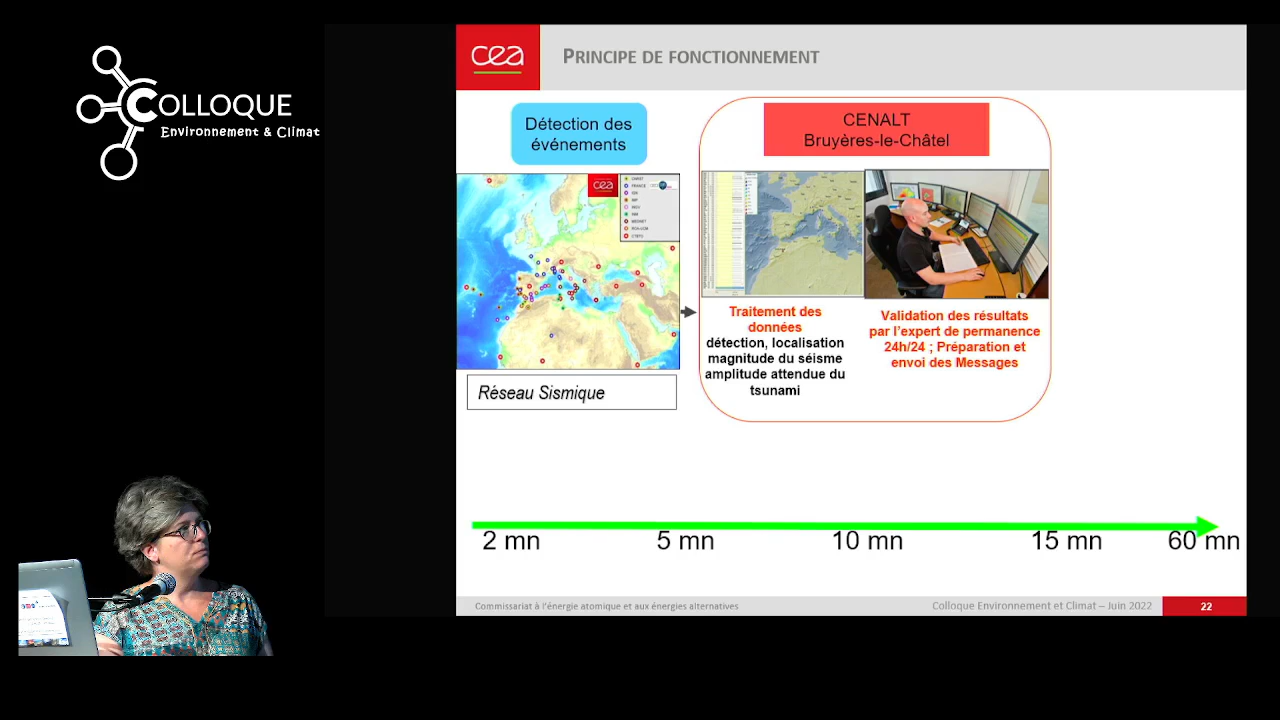 COLLOQUE
Environnement & Climat
cea
PRINCIPE DE FONCTIONNEMENT
Détection des
événements
CENALT
Bruyères-le-Châtel
cea
FRANCE
Réseau Sismique
Traitement des
données
détection, localisation
magnitude du séisme
amplitude attendue du
tsunami
Validation des résultats
par l'expert de permanence
24h/24 ; Préparation et
envoi des Messages
2 mn
5 mn
10 mn
15 mn
60 mn
Commissariat à l'énergie atomique et aux énergies alternatives
Colloque Environnement et Climat – Juin 2022
22